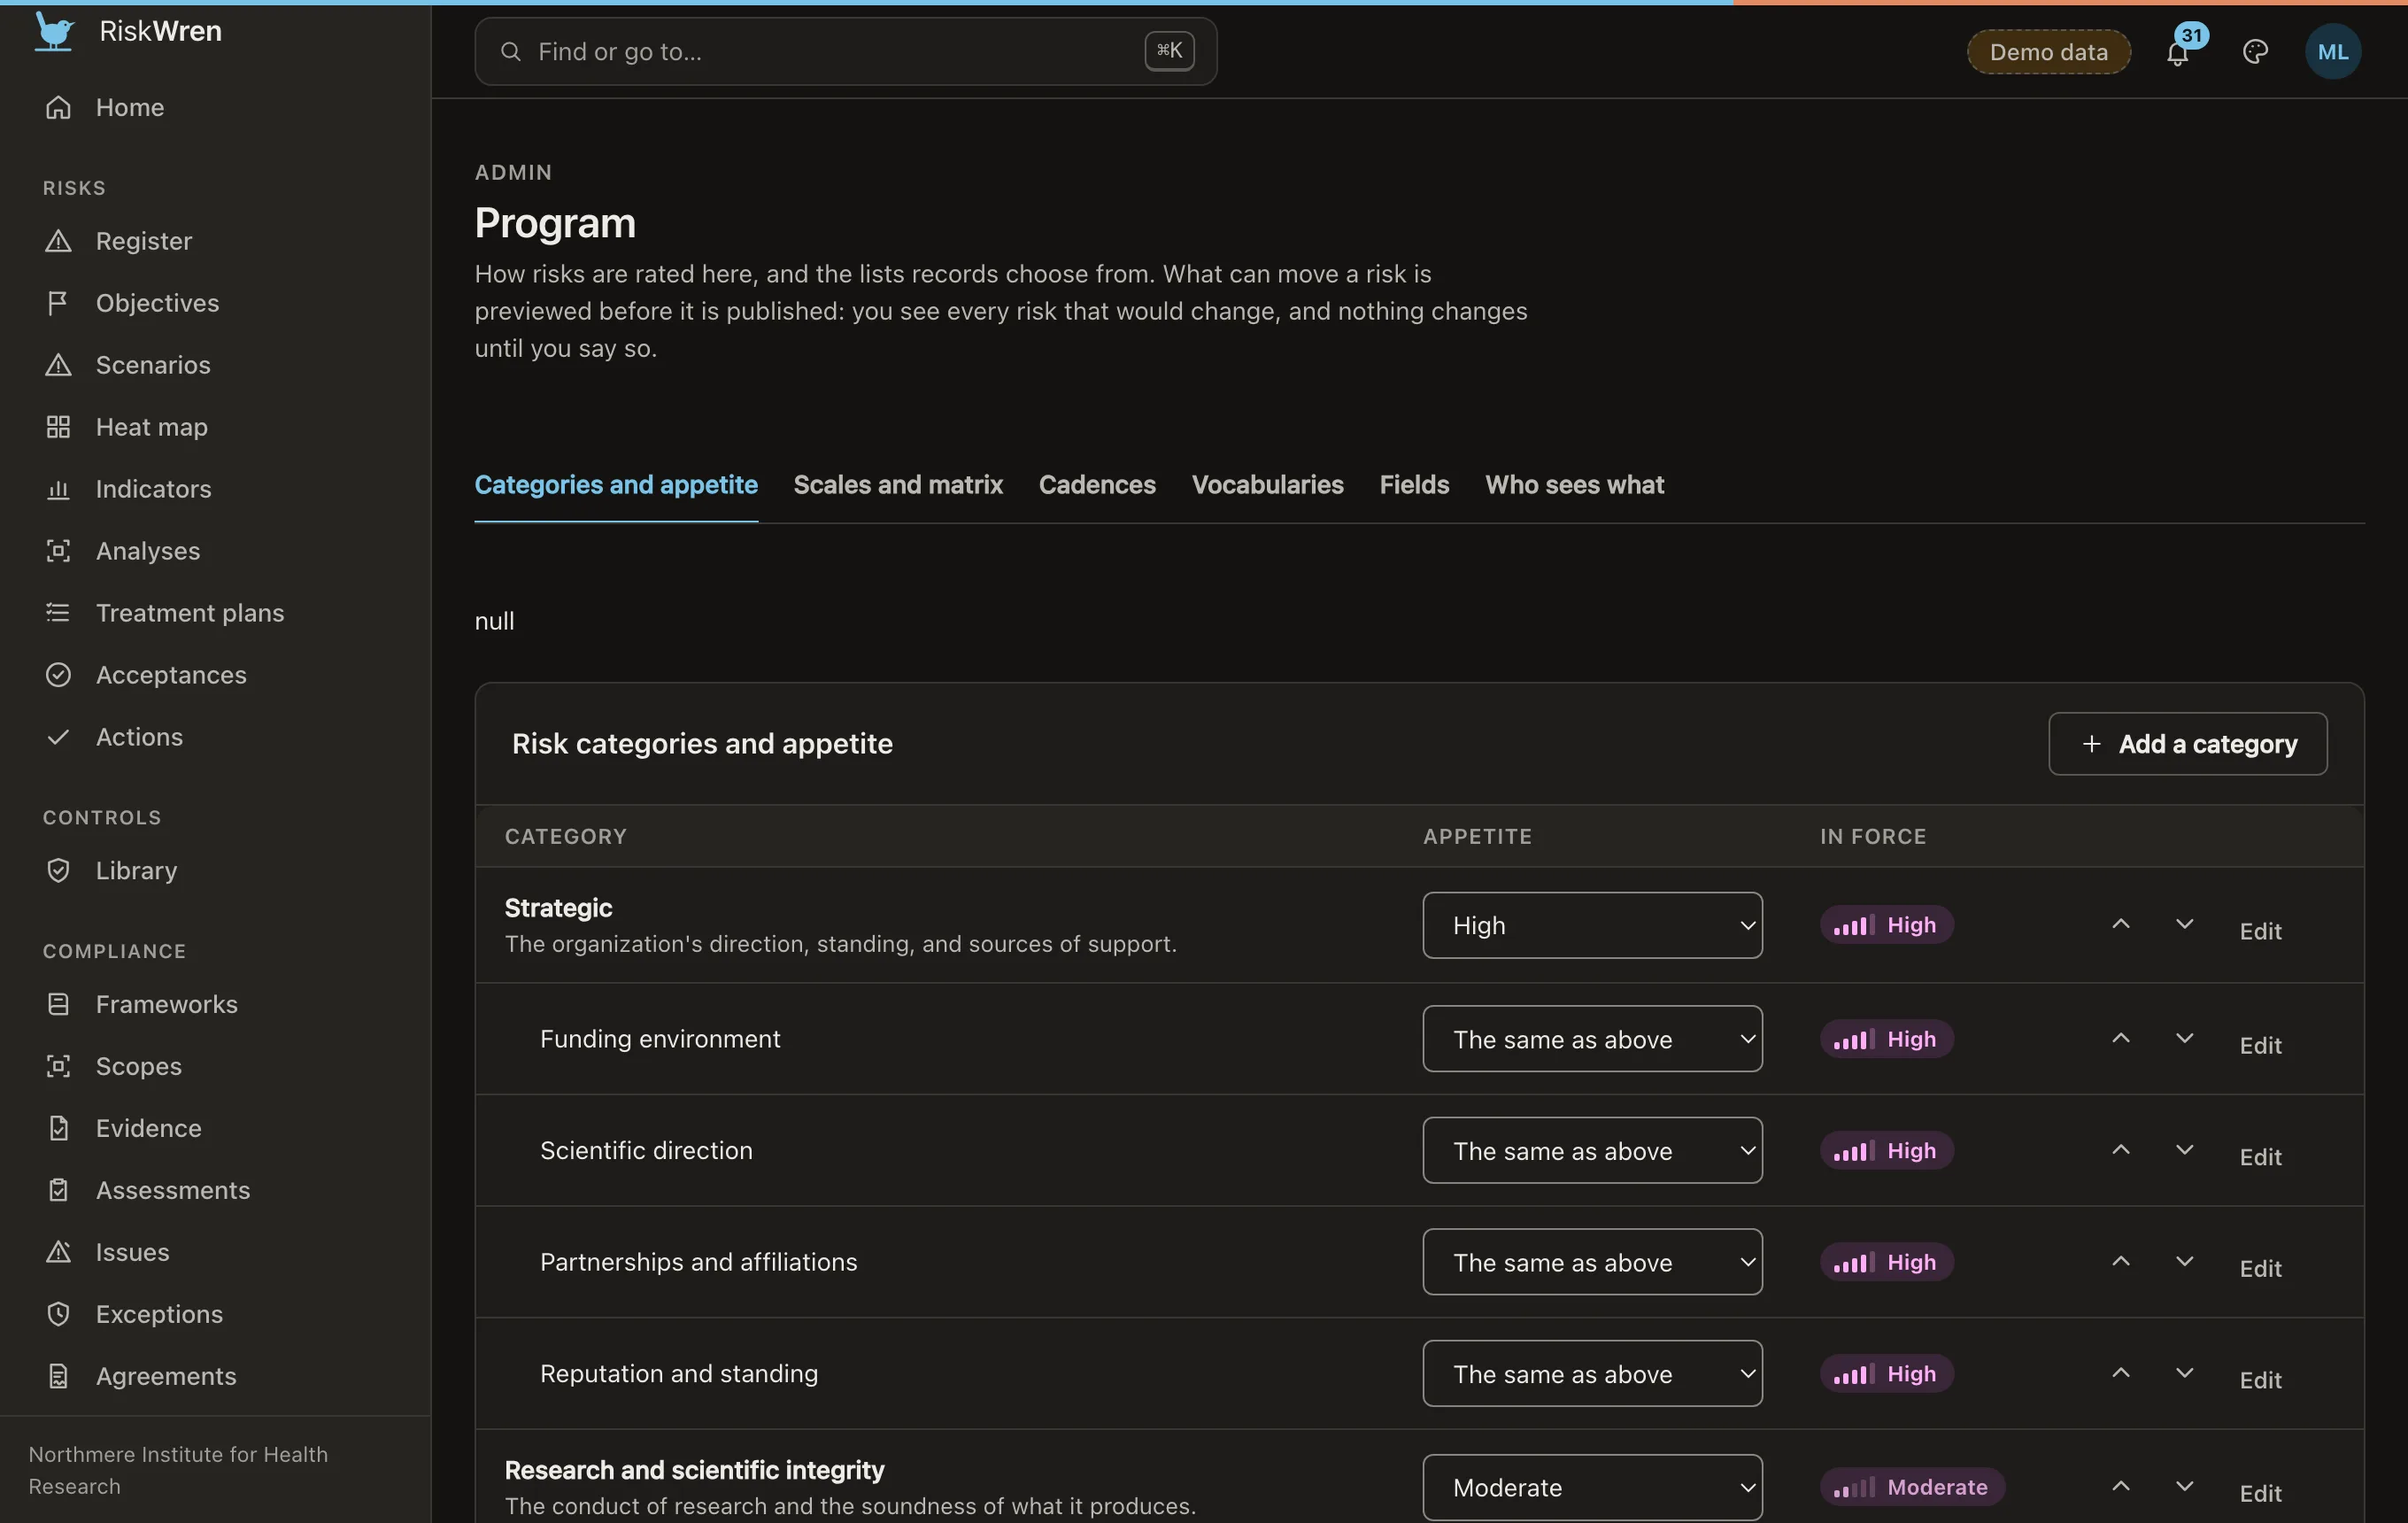 RiskWren
Find or go to...
⌘K
Demo data
31
ML
Home
RISKS
Register
Objectives
Scenarios
Heat map
Indicators
Analyses
Treatment plans
Acceptances
Actions
CONTROLS
Library
COMPLIANCE
Frameworks
Scopes
Evidence
Assessments
Issues
Exceptions
Agreements
Northmere Institute for Health
Research
ADMIN
Program
How risks are rated here, and the lists records choose from. What can move a risk is
previewed before it is published: you see every risk that would change, and nothing changes
until you say so.
Categories and appetite Scales and matrix Cadences Vocabularies Fields Who sees what
null
Risk categories and appetite
+ Add a category
CATEGORY APPETITE IN FORCE
Strategic
The organization's direction, standing, and sources of support.
High High Edit
Funding environment The same as above High Edit
Scientific direction The same as above High Edit
Partnerships and affiliations The same as above High Edit
Reputation and standing The same as above High Edit
Research and scientific integrity
The conduct of research and the soundness of what it produces.
Moderate Moderate Edit